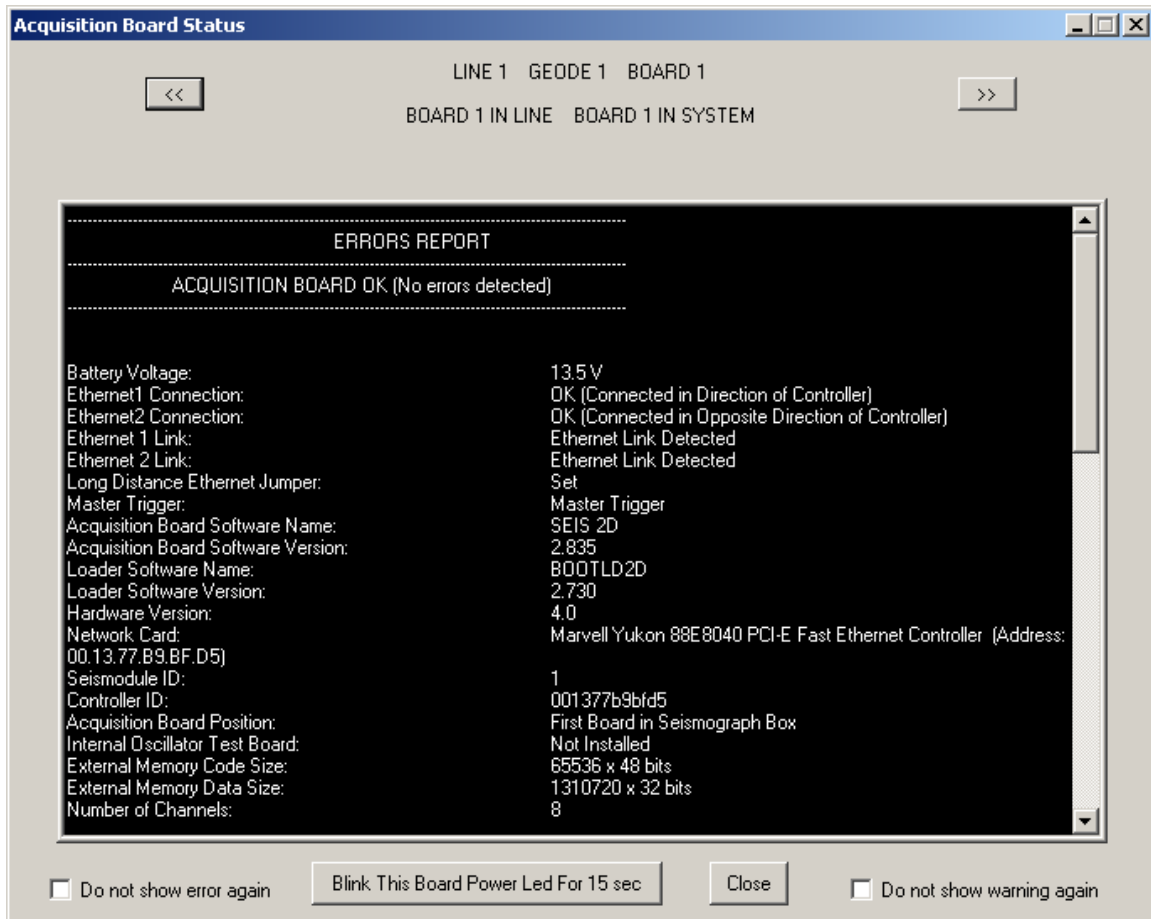 Acquisition Board Status
<<
LINE 1 GEODE 1 BOARD 1
>>
BOARD 1 IN LINE BOARD 1 IN SYSTEM
ERRORS REPORT
ACQUISITION BOARD OK (No errors detected)
Battery Voltage: 13.5 V
Ethernet1 Connection: OK (Connected in Direction of Controller)
Ethernet2 Connection: OK (Connected in Opposite Direction of Controller)
Ethernet 1 Link: Ethernet Link Detected
Ethernet 2 Link: Ethernet Link Detected
Long Distance Ethernet Jumper: Set
Master Trigger: Master Trigger
Acquisition Board Software Name: SEIS 2D
Acquisition Board Software Version: 2.835
Loader Software Name: BOOTLD2D
Loader Software Version: 2.730
Hardware Version: 4.0
Network Card: Marvell Yukon 88E8040 PCI-E Fast Ethernet Controller (Address:
00.13.77.B9.BF.D5)
Seismodule ID: 1
Controller ID: 001377b9bfd5
Acquisition Board Position: First Board in Seismograph Box
Internal Oscillator Test Board: Not Installed
External Memory Code Size: 65536 x 48 bits
External Memory Data Size: 1310720 x 32 bits
Number of Channels: 8
Do not show error again
Blink This Board Power Led For 15 sec
Close
Do not show warning again